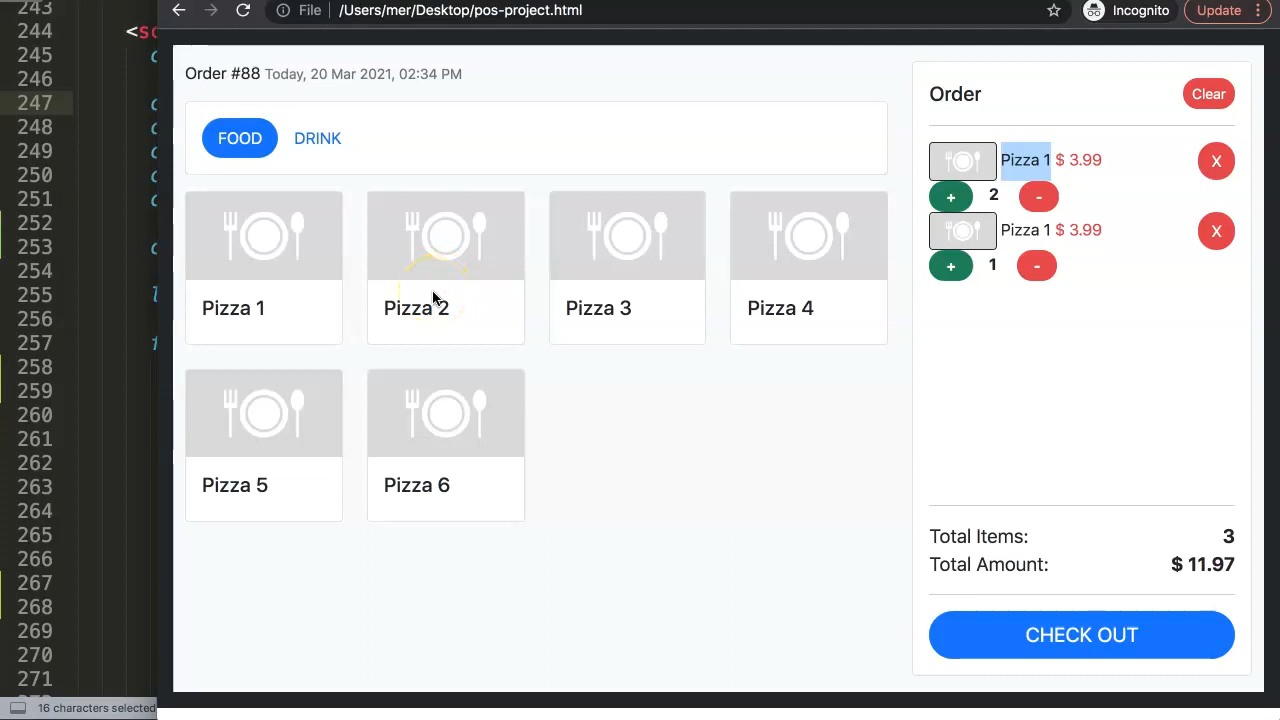 File | /Users/mer/Desktop/pos-project.html Incognito Update
243
244 <sc
245 c
246
247 c
248 c
249 c
250 c
251 c
252
253 c
254
255 l
256
257 f
258
259
260
261
262
263
264
265
266
267
268
269
270
271
16 characters selected
Order #88 Today, 20 Mar 2021, 02:34 PM
FOOD DRINK
Pizza 1 Pizza 2 Pizza 3 Pizza 4
Pizza 5 Pizza 6
Order Clear
Pizza 1 $ 3.99 X
+ 2 -
Pizza 1 $ 3.99 X
+ 1 -
Total Items: 3
Total Amount: $ 11.97
CHECK OUT